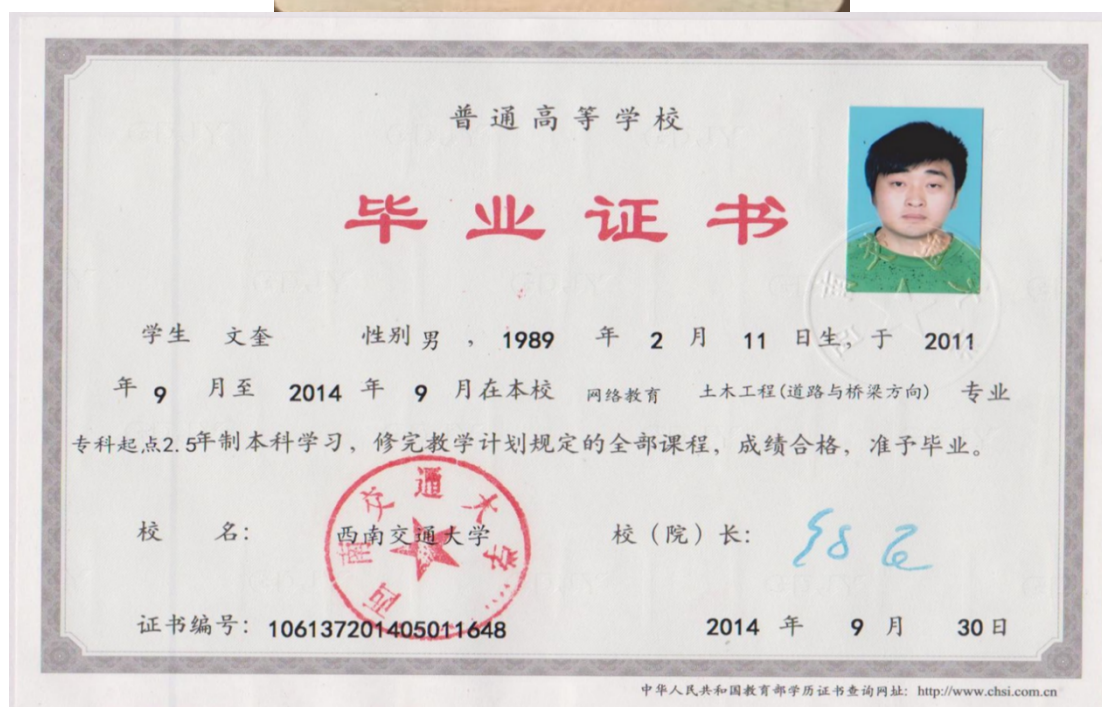 普通高等学校
毕业证书
学生 文奎 性别 男 ， 1989 年 2 月 11 日生，于 2011
年 9 月至 2014 年 9 月在本校 网络教育 土木工程(道路与桥梁方向) 专业
专科起点2.5年制本科学习，修完教学计划规定的全部课程，成绩合格，准予毕业。
校 名： 西南交通大学 校（院）长：
西南交通大学
证书编号：106137201405011648 2014 年 9 月 30 日
中华人民共和国教育部学历证书查询网址：http://www.chsi.com.cn